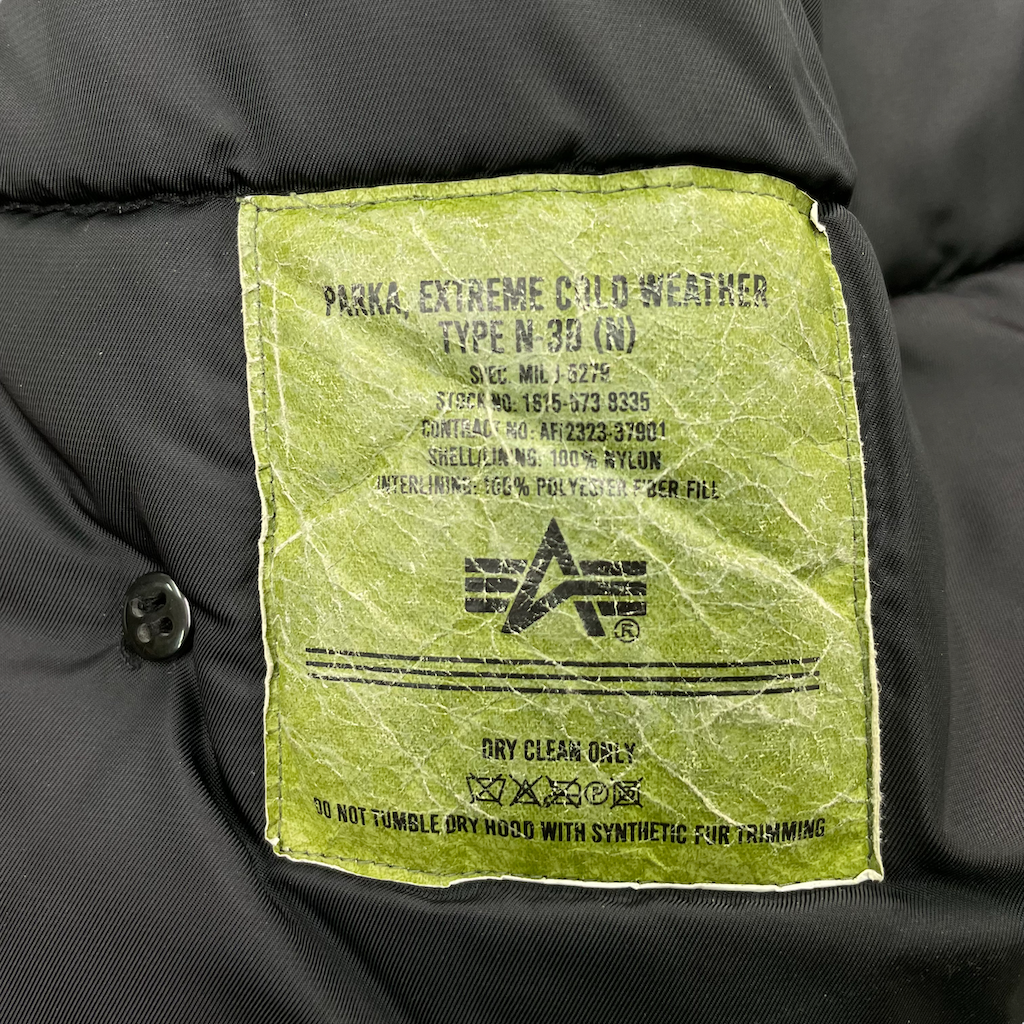 PARKA, EXTREME COLD WEATHER
TYPE N-3B (N)
SPEC. MIL J-6279
STOCK NO: 1615-573 8335
CONTRACT NO: AF 2323-37901
SHELL/LINING: 100% NYLON
INTERLINING: 100% POLYESTER FIBER FILL
®
DRY CLEAN ONLY
P
DO NOT TUMBLE DRY HOOD WITH SYNTHETIC FUR TRIMMING